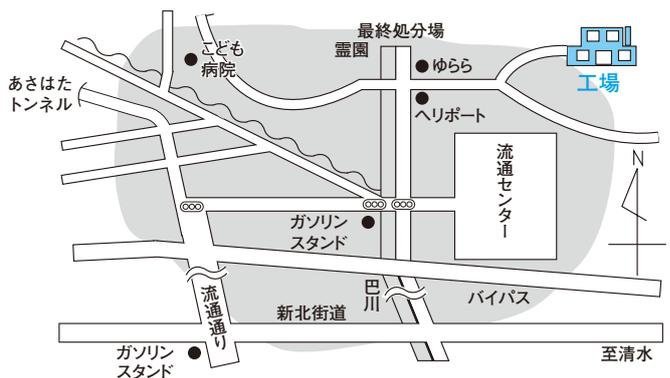 最終処分場
霊園
こども
病院
ゆらら
工場
あさはた
トンネル
ヘリポート
流通センター
N
ガソリン
スタンド
巴川
バイパス
流通通り
新北街道
ガソリン
スタンド
至清水